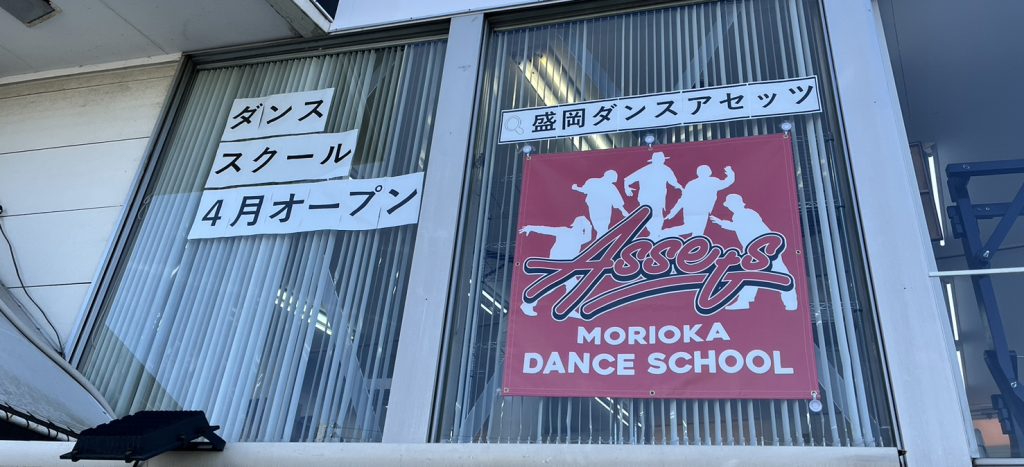 ダンス
スクール
4月オープン
盛岡ダンスアセッツ
Assets
MORIOKA
DANCE SCHOOL